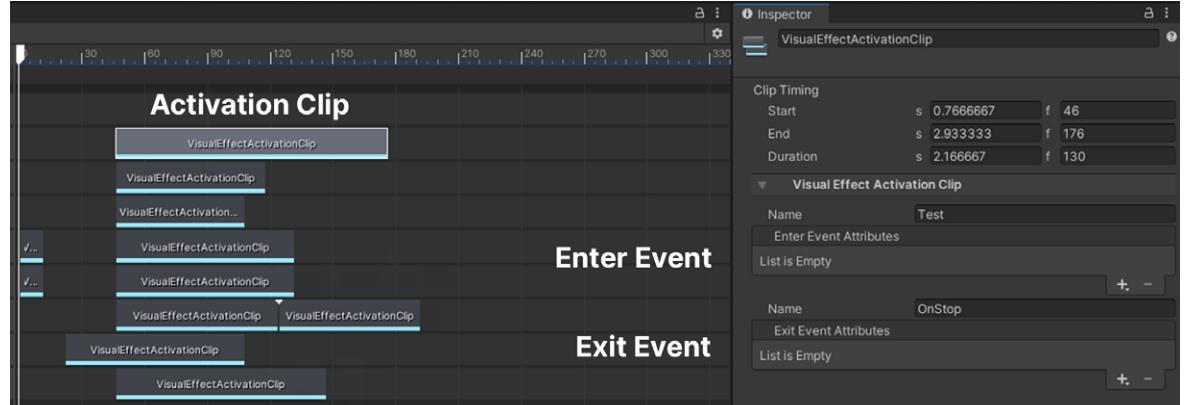 Inspector
VisualEffectActivationClip
0 30 60 90 120 150 180 210 240 270 300 330
Activation Clip
VisualEffectActivationClip
VisualEffectActivationClip
VisualEffectActivation...
V... VisualEffectActivationClip
Enter Event
V... VisualEffectActivationClip
VisualEffectActivationClip VisualEffectActivationClip
VisualEffectActivationClip
Exit Event
VisualEffectActivationClip
Clip Timing
Start s 0.7666667 f 46
End s 2.933333 f 176
Duration s 2.166667 f 130
Visual Effect Activation Clip
Name Test
Enter Event Attributes
List is Empty
Name OnStop
Exit Event Attributes
List is Empty